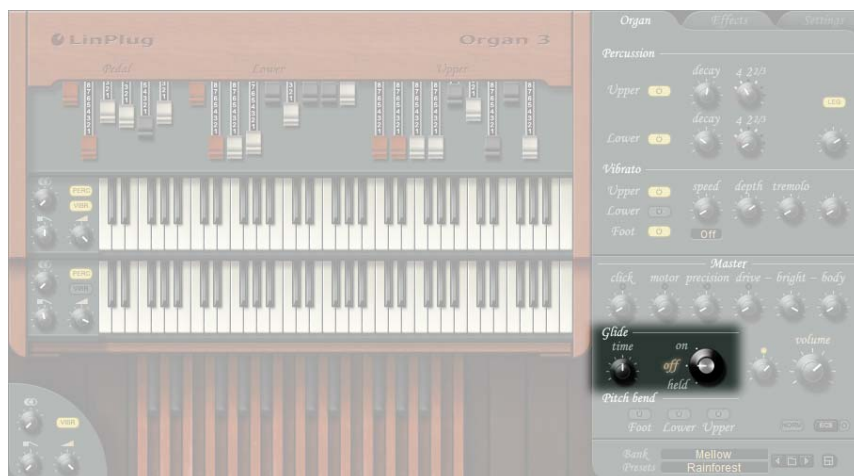 Organ Effects Settings
LinPlug Organ 3
Pedal Lower Upper
Percussion
decay 4 2 2/3
Upper
LEG
decay 4 2 2/3
Lower
Vibrato
Upper speed depth tremolo
Lower
Foot Off
PERC
VIBR
PERC
VIBR
Master
click motor precision drive bright body
Glide
time on
off
held
volume
Pitch bend
Foot Lower Upper
VIBR
Bank Mellow
Presets Rainforest